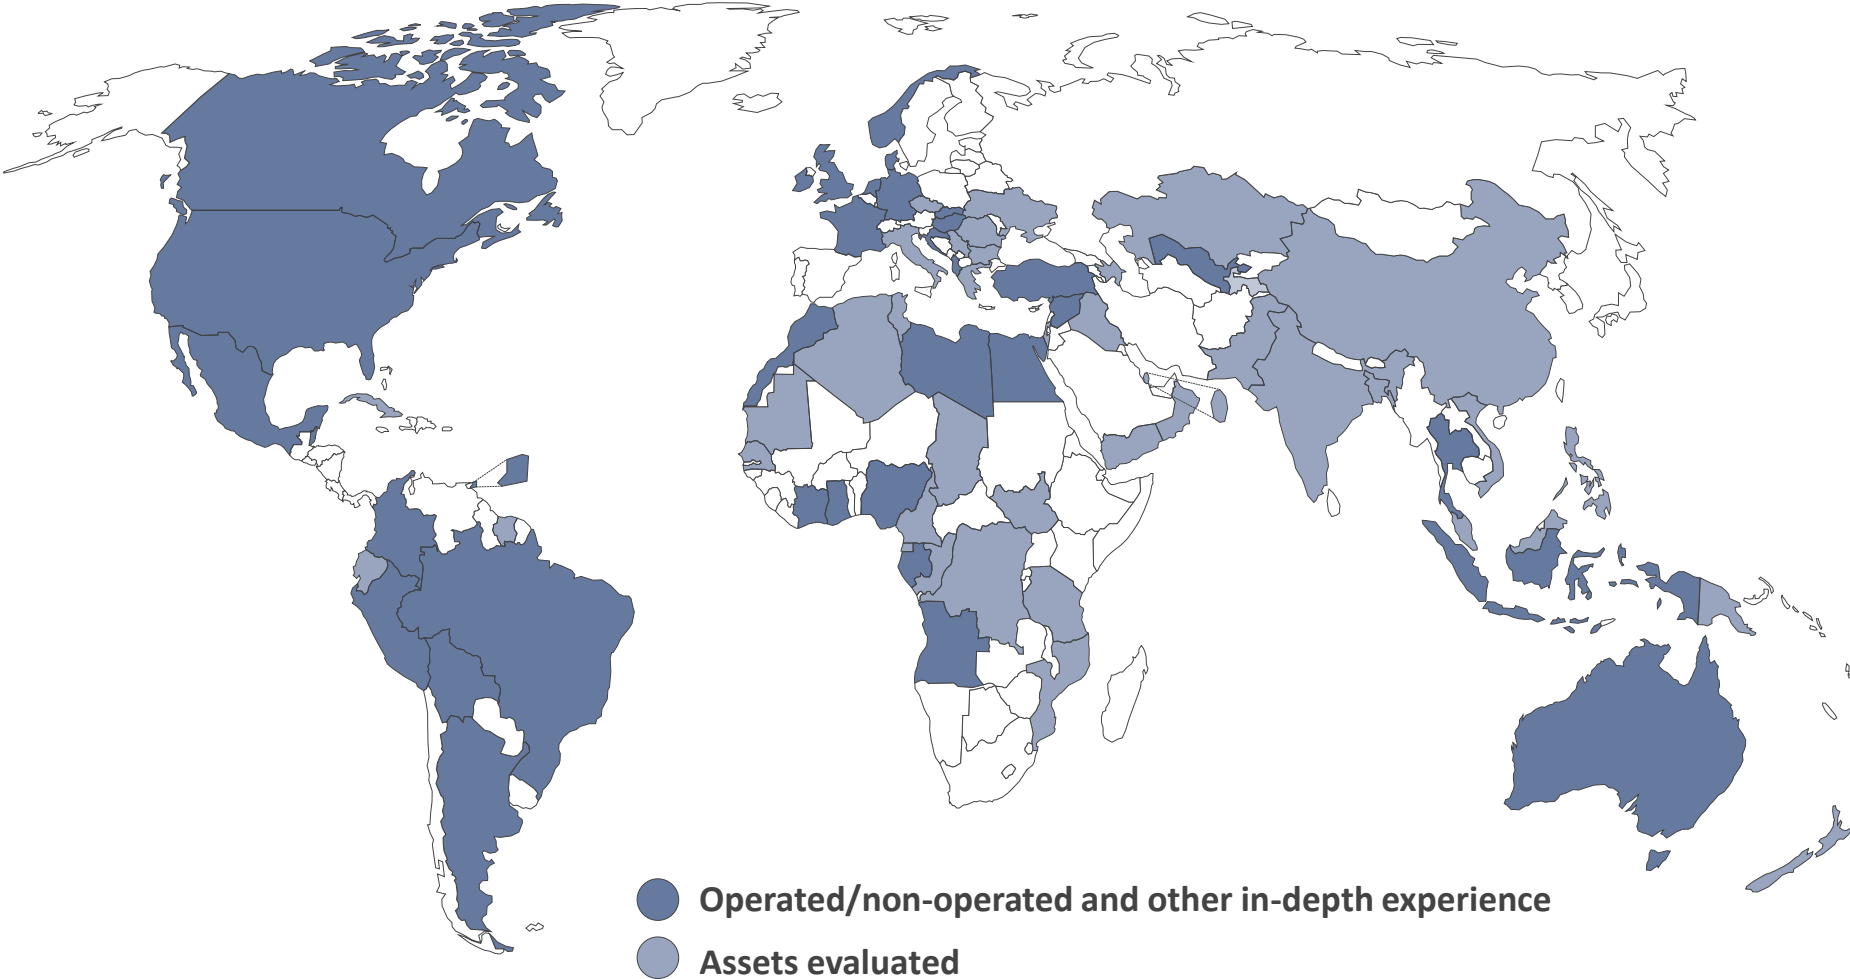 Operated/non-operated and other in-depth experience
Assets evaluated